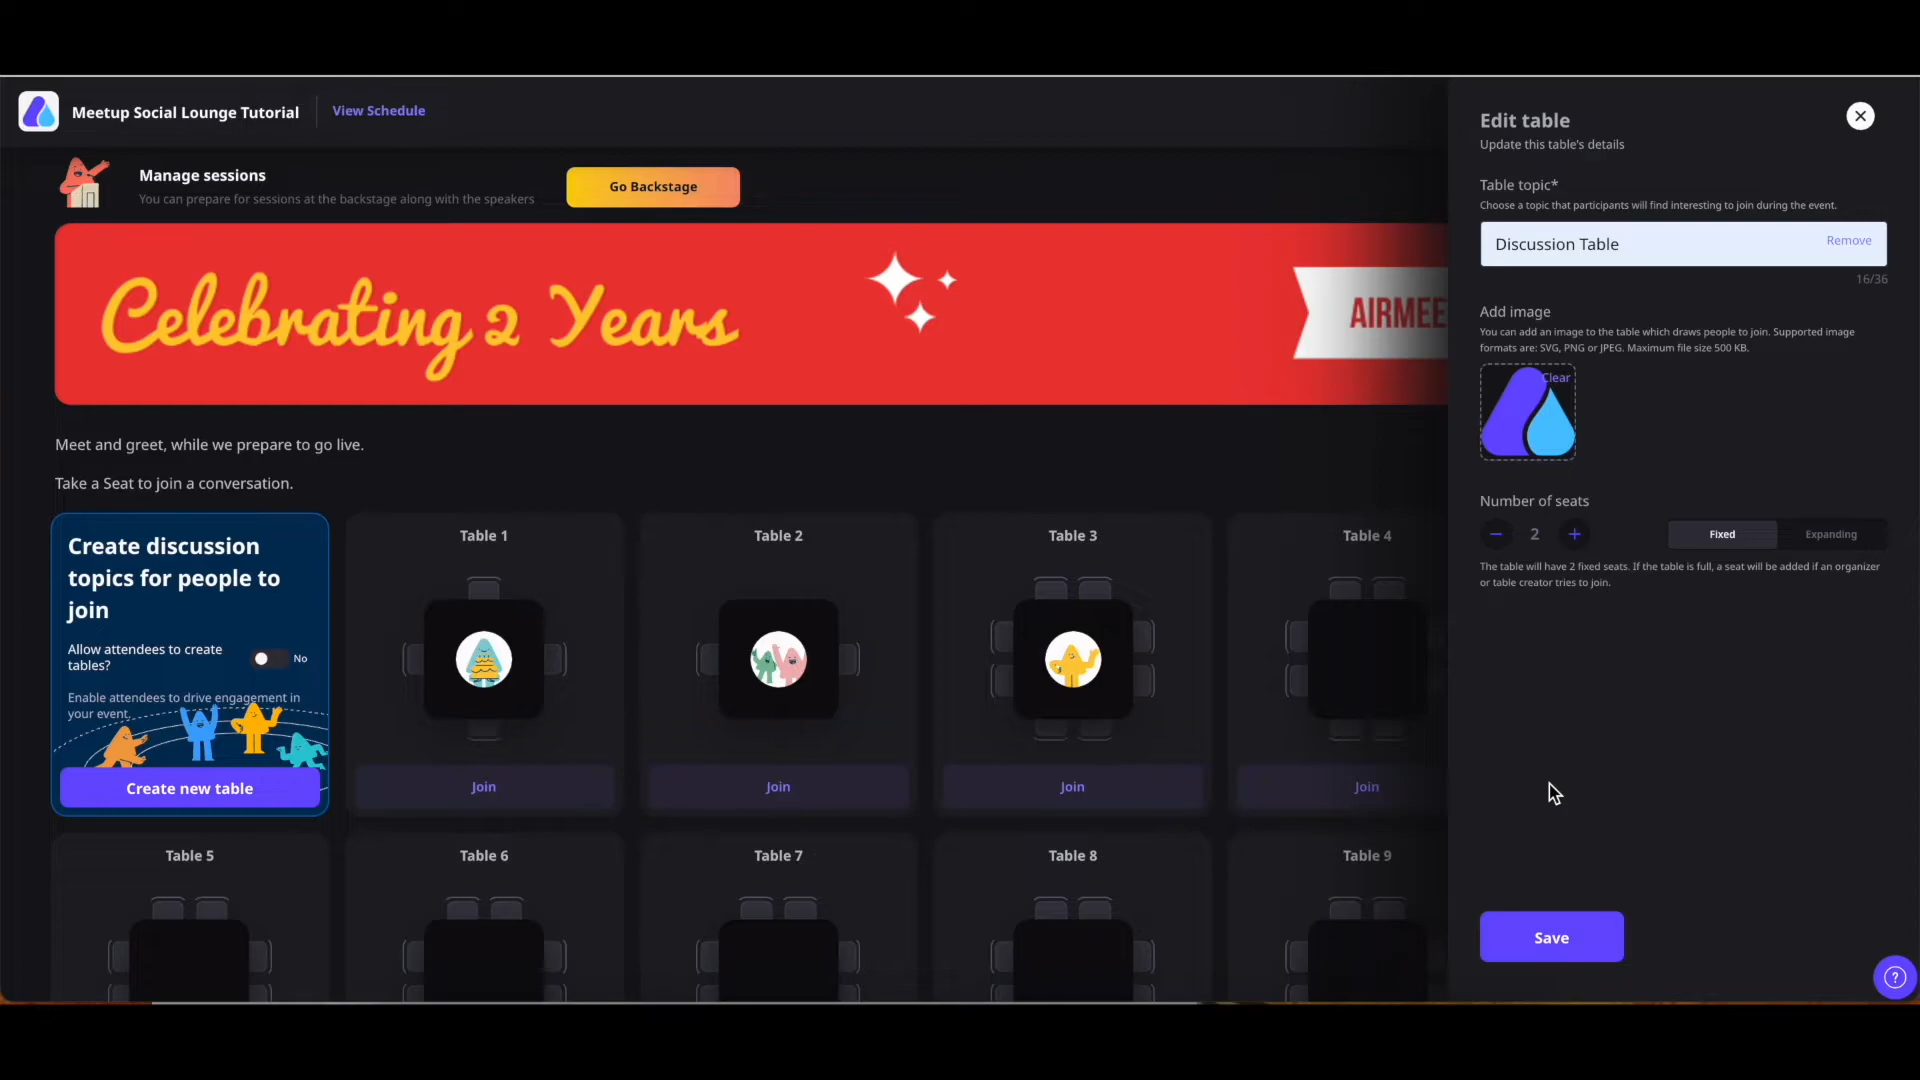 Meetup Social Lounge Tutorial
View Schedule
Manage sessions
You can prepare for sessions at the backstage along with the speakers
Go Backstage
Celebrating 2 Years
AIRMEE
Meet and greet, while we prepare to go live.
Take a Seat to join a conversation.
Create discussion
topics for people to
join
Allow attendees to create
tables?
No
Enable attendees to drive engagement in
your event.
Create new table
Table 1
Join
Table 2
Join
Table 3
Join
Table 4
Join
Table 5
Table 6
Table 7
Table 8
Table 9
Edit table
Update this table's details
Table topic*
Choose a topic that participants will find interesting to join during the event.
Discussion Table
Remove
16/36
Add image
You can add an image to the table which draws people to join. Supported image
formats are: SVG, PNG or JPEG. Maximum file size 500 KB.
Clear
Number of seats
2
Fixed
Expanding
The table will have 2 fixed seats. If the table is full, a seat will be added if an organizer
or table creator tries to join.
Save
?